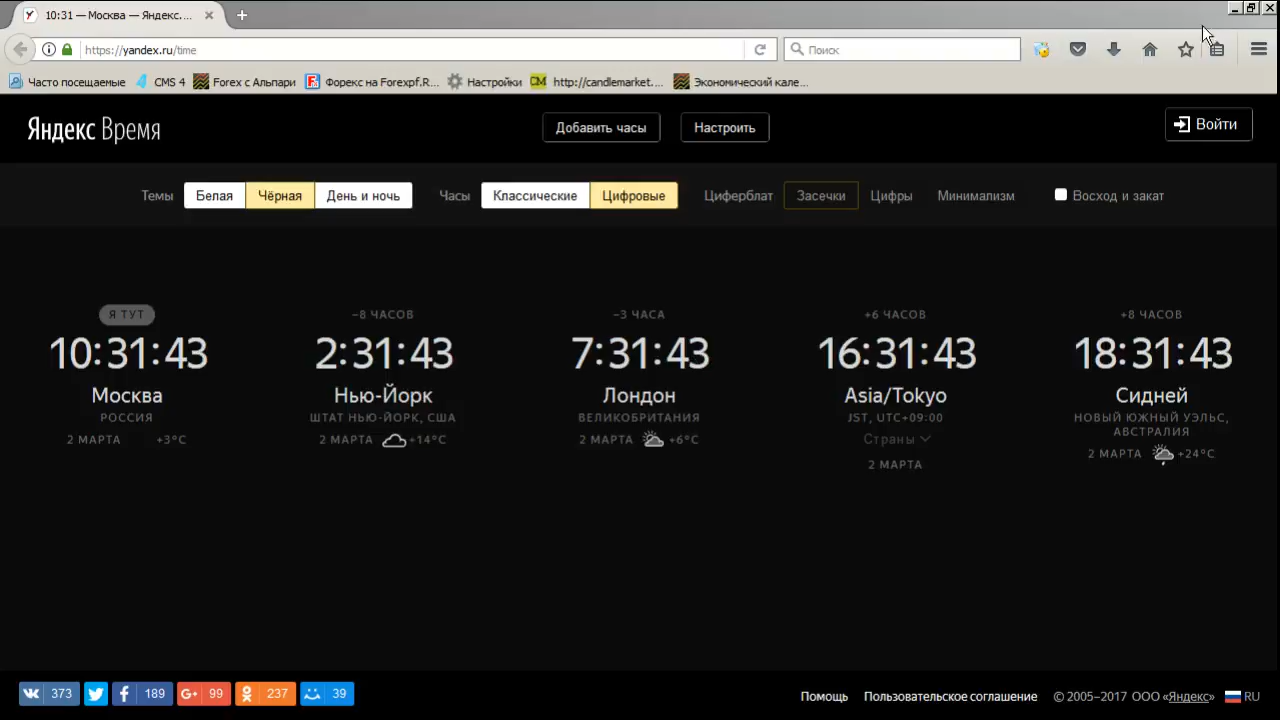 10:31 — Москва — Яндекс....
https://yandex.ru/time
Поиск
Часто посещаемые
CMS 4
Forex с Альпари
Форекс на Forexpf.R...
Настройки
CM
http://candlemarket....
Экономический кале...
Яндекс Время
Добавить часы
Настроить
Войти
Темы Белая Чёрная День и ночь Часы Классические Цифровые Циферблат Засечки Цифры Минимализм Восход и закат
Я ТУТ
10:31:43
Москва
РОССИЯ
2 МАРТА +3°C
−8 ЧАСОВ
2:31:43
Нью-Йорк
ШТАТ НЬЮ-ЙОРК, США
2 МАРТА +14°C
−3 ЧАСА
7:31:43
Лондон
ВЕЛИКОБРИТАНИЯ
2 МАРТА +6°C
+6 ЧАСОВ
16:31:43
Asia/Tokyo
JST, UTC+09:00
Страны
2 МАРТА
+8 ЧАСОВ
18:31:43
Сидней
НОВЫЙ ЮЖНЫЙ УЭЛЬС,
АВСТРАЛИЯ
2 МАРТА +24°C
373
189
G+ 99
237
39
Помощь Пользовательское соглашение © 2005–2017 ООО «Яндекс» RU